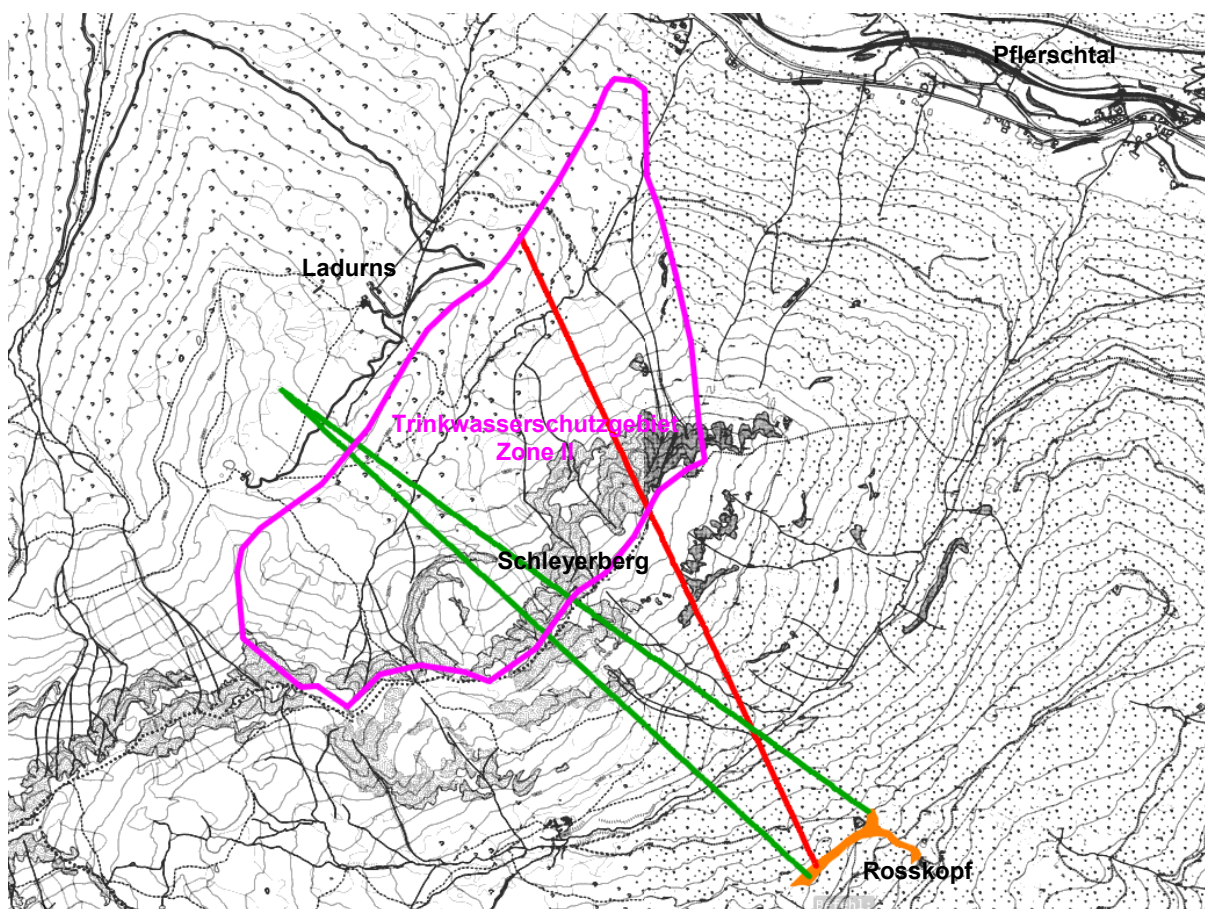 Pflerschtal
Ladurns
Trinkwasserschutzgebiet
Zone II
Schleyerberg
Rosskopf